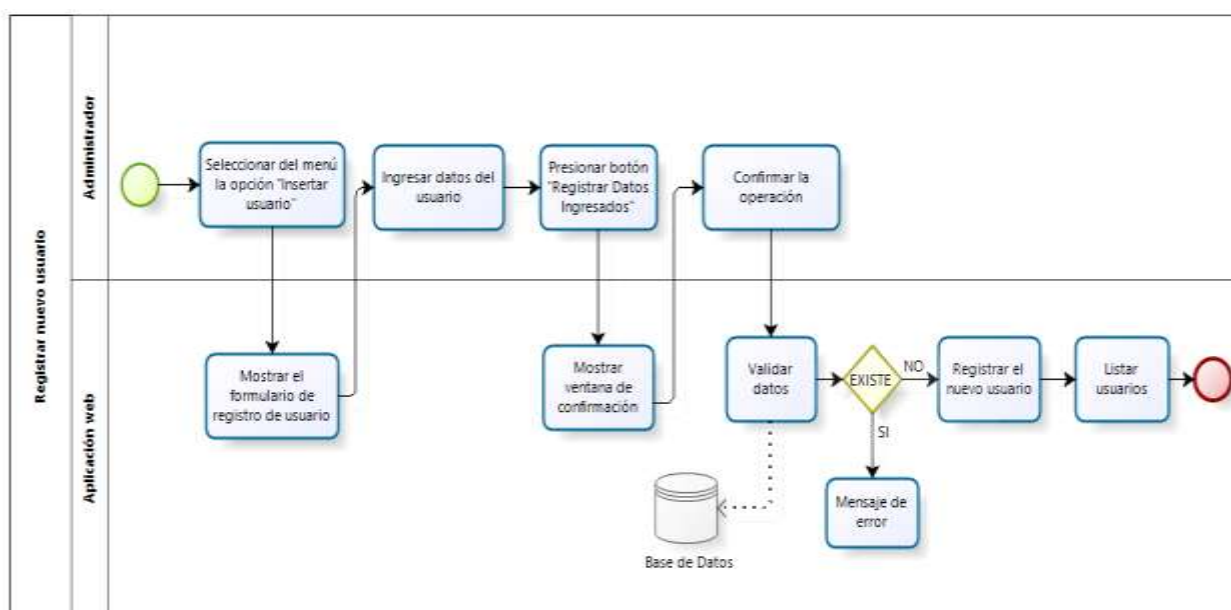 Registrar nuevo usuario
Administrador
Seleccionar del menú
la opción "Insertar
usuario"
Ingresar datos del
usuario
Presionar botón
"Registrar Datos
Ingresados"
Confirmar la
operación
Aplicación web
Mostrar el
formulario de
registro de usuario
Mostrar
ventana de
confirmación
Validar
datos
EXISTE
NO
Registrar el
nuevo usuario
Listar
usuarios
SI
Mensaje de
error
Base de Datos